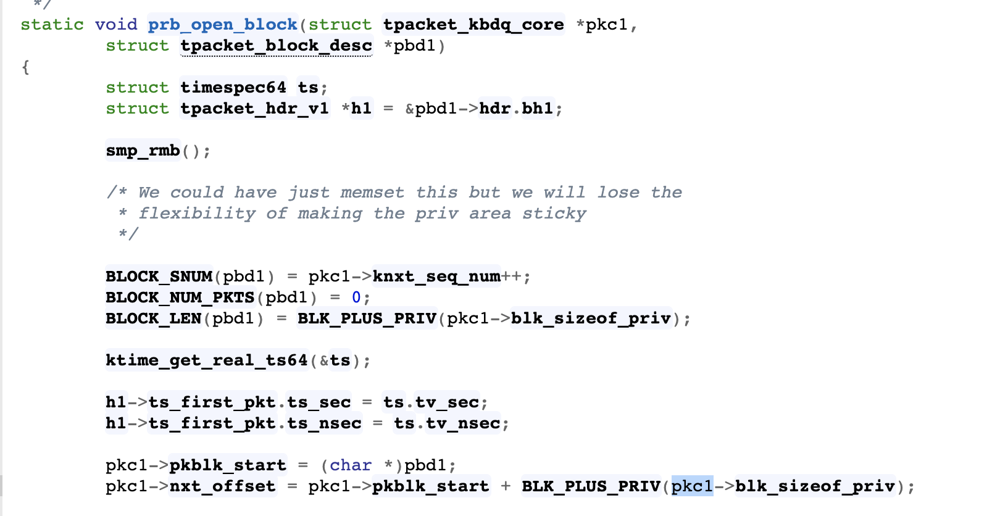 */
static void prb_open_block(struct tpacket_kbdq_core *pkc1,
struct tpacket_block_desc *pbd1)
{
struct timespec64 ts;
struct tpacket_hdr_v1 *h1 = &pbd1->hdr.bh1;
smp_rmb();
/* We could have just memset this but we will lose the
* flexibility of making the priv area sticky
*/
BLOCK_SNUM(pbd1) = pkc1->knxt_seq_num++;
BLOCK_NUM_PKTS(pbd1) = 0;
BLOCK_LEN(pbd1) = BLK_PLUS_PRIV(pkc1->blk_sizeof_priv);
ktime_get_real_ts64(&ts);
h1->ts_first_pkt.ts_sec = ts.tv_sec;
h1->ts_first_pkt.ts_nsec = ts.tv_nsec;
pkc1->pkblk_start = (char *)pbd1;
pkc1->nxt_offset = pkc1->pkblk_start + BLK_PLUS_PRIV(pkc1->blk_sizeof_priv);